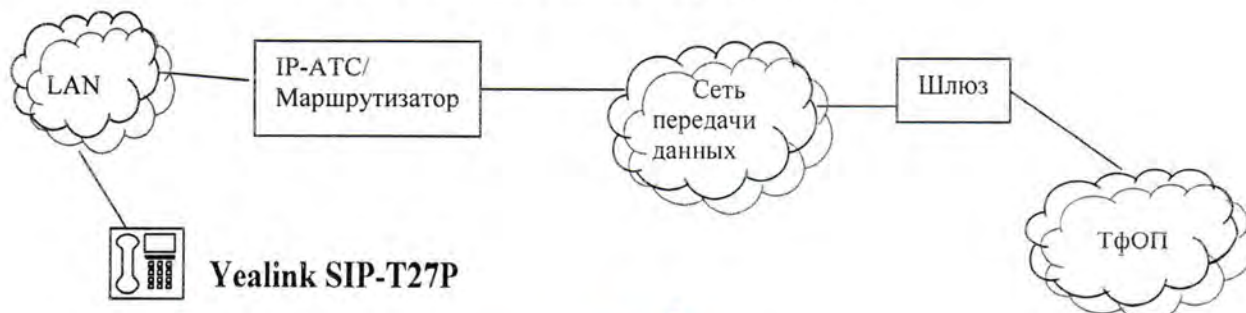 LAN
IP-АТС/
Маршрутизатор
Сеть
передачи
данных
Шлюз
ТфОП
Yealink SIP-T27P